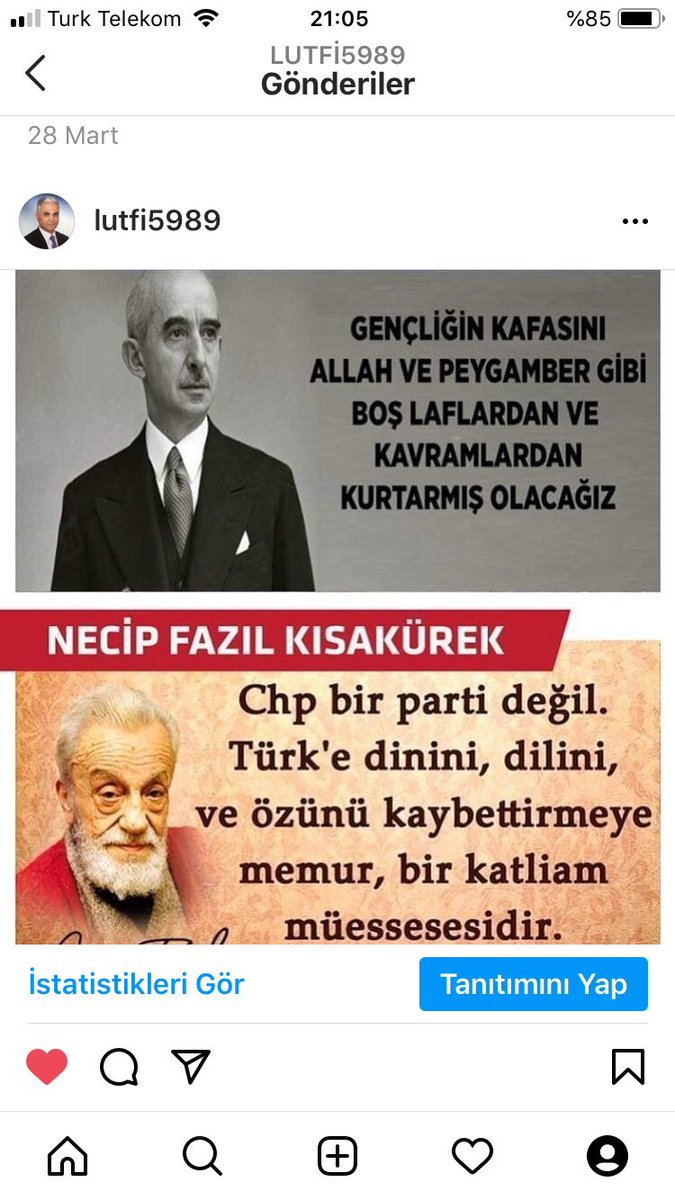 Turk Telekom 21:05 %85
LUTFİ5989
Gönderiler
28 Mart
lutfi5989
GENÇLİĞİN KAFASINI
ALLAH VE PEYGAMBER GİBİ
BOŞ LAFLARDAN VE
KAVRAMLARDAN
KURTARMIŞ OLACAĞIZ
NECİP FAZIL KISAKÜREK
Chp bir parti değil.
Türk'e dinini, dilini,
ve özünü kaybettirmeye
memur, bir katliam
müessesesidir.
İstatistikleri Gör Tanıtımını Yap